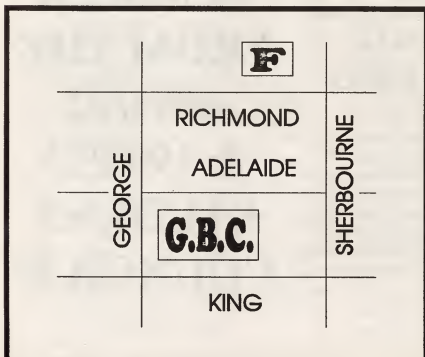 F
RICHMOND
ADELAIDE
GEORGE
SHERBOURNE
G.B.C.
KING